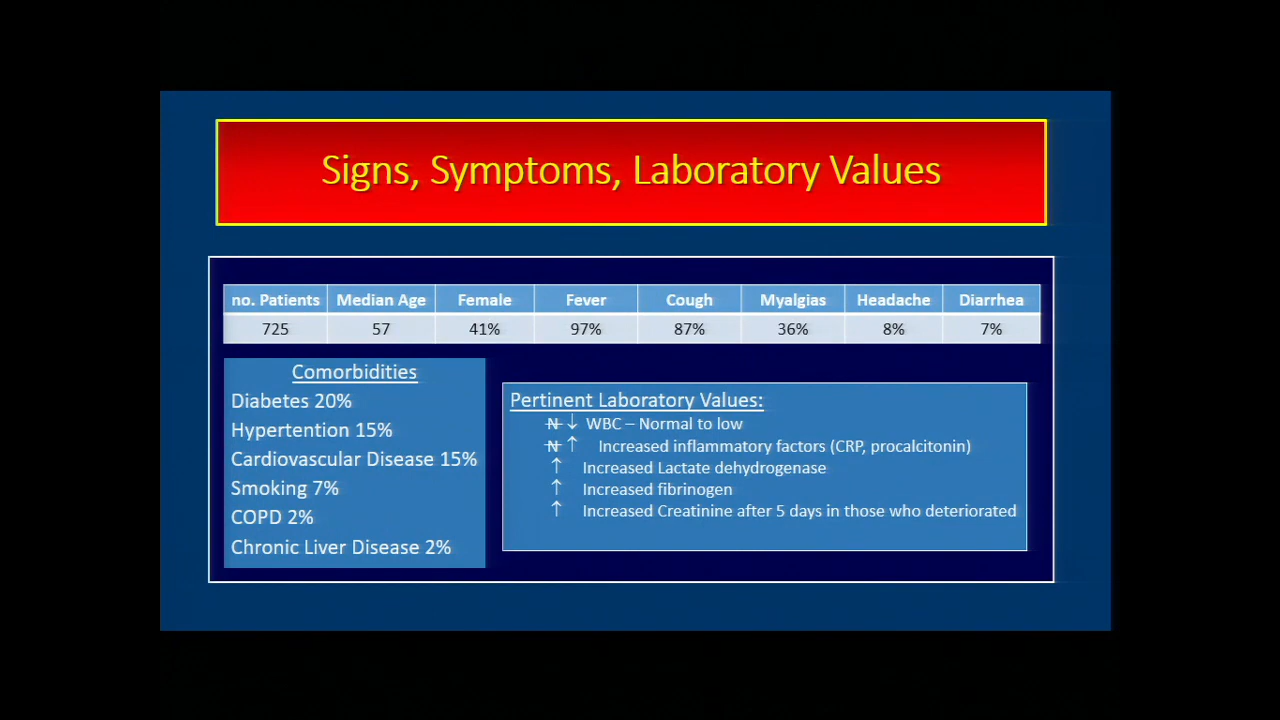 Signs, Symptoms, Laboratory Values
no. Patients Median Age Female Fever Cough Myalgias Headache Diarrhea
725 57 41% 97% 87% 36% 8% 7%
Comorbidities
Diabetes 20%
Hypertention 15%
Cardiovascular Disease 15%
Smoking 7%
COPD 2%
Chronic Liver Disease 2%
Pertinent Laboratory Values:
N ↓ WBC – Normal to low
N ↑ Increased inflammatory factors (CRP, procalcitonin)
↑ Increased Lactate dehydrogenase
↑ Increased fibrinogen
↑ Increased Creatinine after 5 days in those who deteriorated